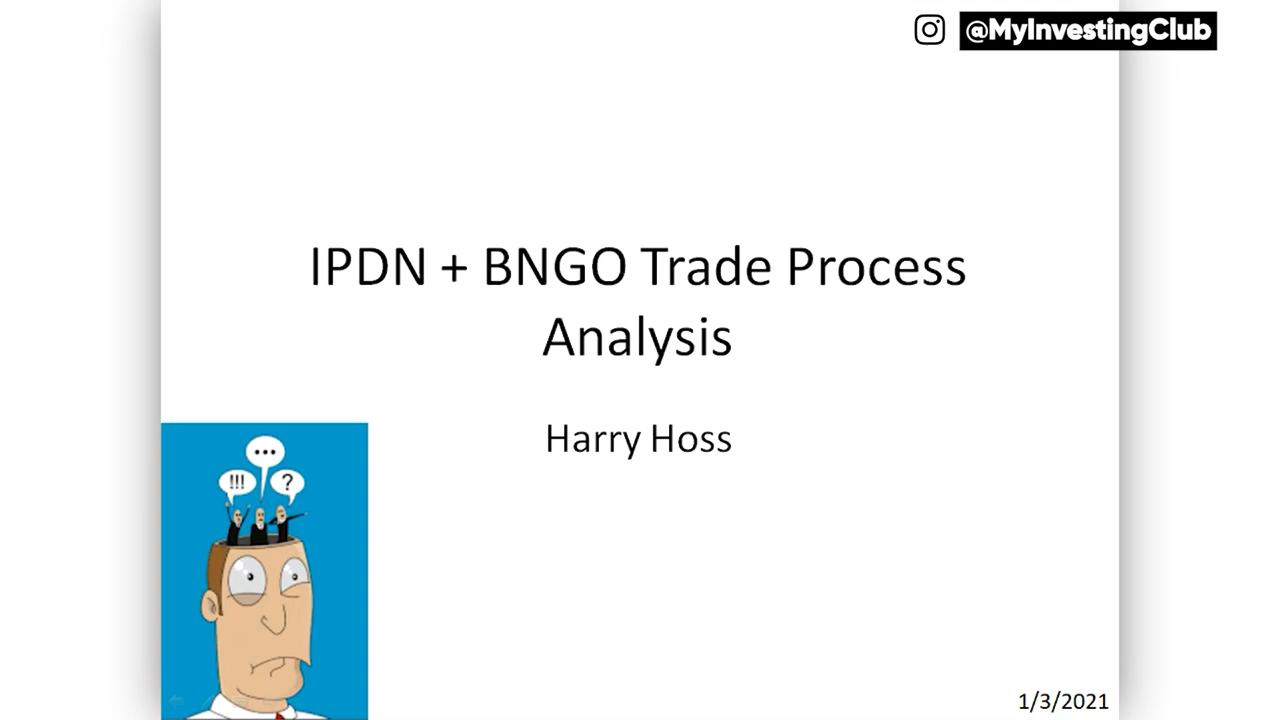 @MyInvestingClub
IPDN + BNGO Trade Process
Analysis
Harry Hoss
...
!!!
?
1/3/2021